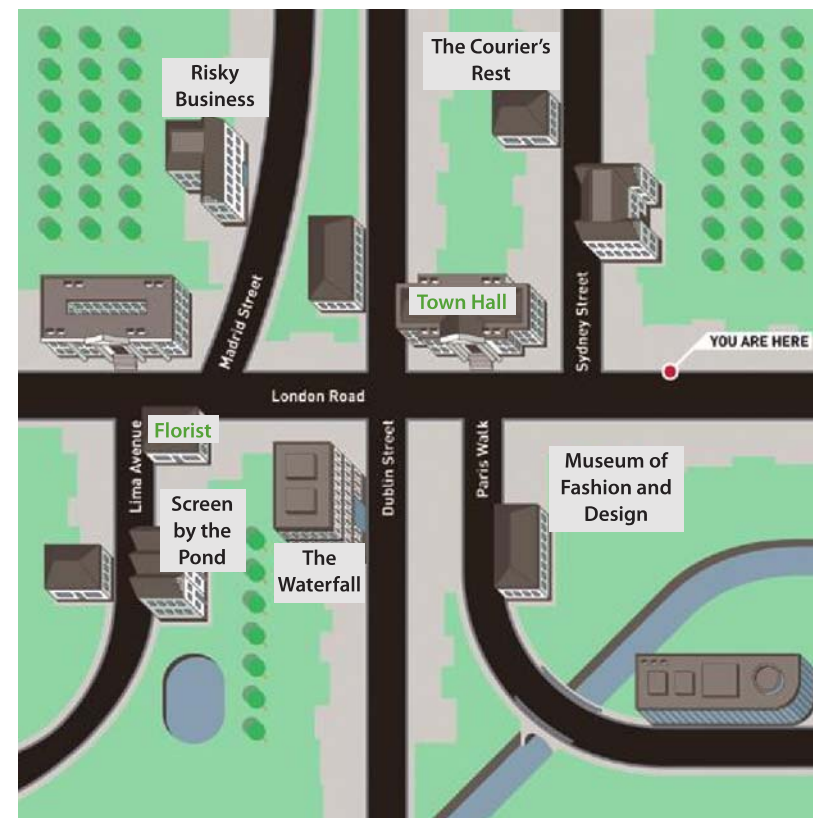 Risky
Business
The Courier's
Rest
Town Hall
Madrid Street
Sydney Street
YOU ARE HERE
London Road
Florist
Lima Avenue
Dublin Street
Paris Walk
Museum of
Fashion and
Design
Screen
by the
Pond
The
Waterfall